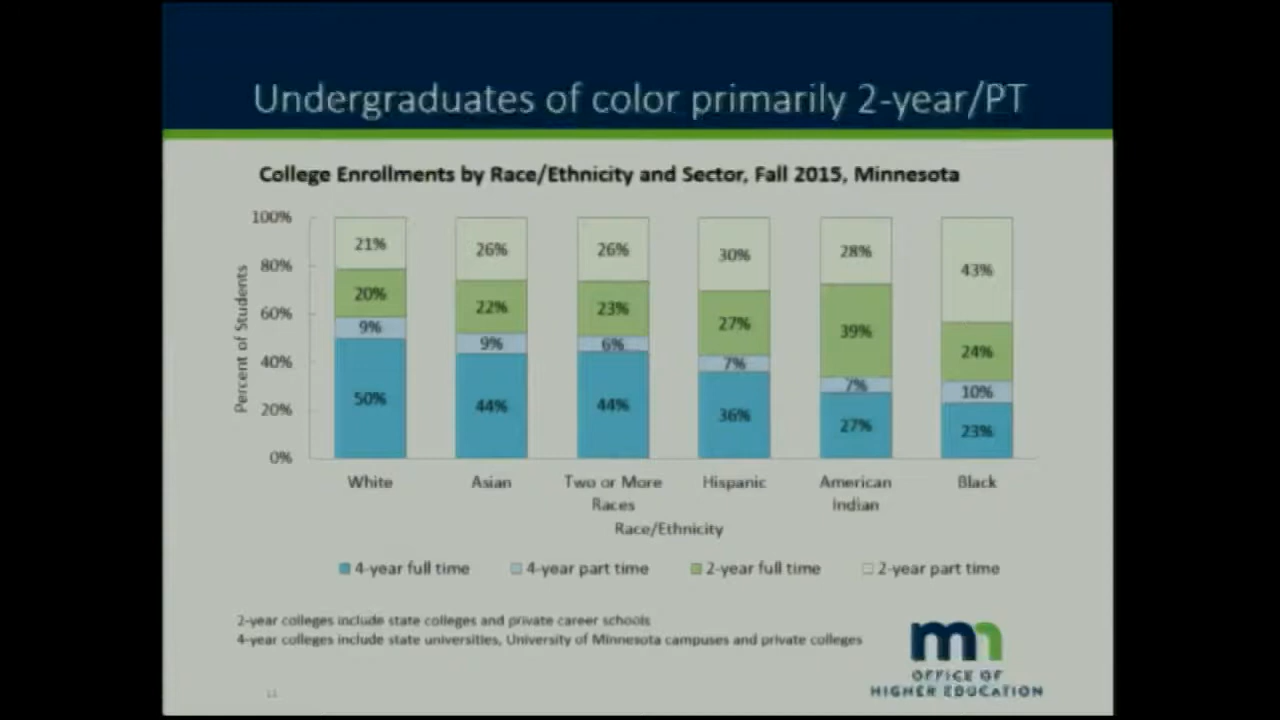 Undergraduates of color primarily 2-year/PT
College Enrollments by Race/Ethnicity and Sector, Fall 2015, Minnesota
Percent of Students
100%
80%
60%
40%
20%
0%
21%
20%
9%
50%
26%
22%
9%
44%
26%
23%
6%
44%
30%
27%
7%
36%
28%
39%
7%
27%
43%
24%
10%
23%
White
Asian
Two or More
Races
Hispanic
American
Indian
Black
Race/Ethnicity
4-year full time
4-year part time
2-year full time
2-year part time
2-year colleges include state colleges and private career schools
4-year colleges include state universities, University of Minnesota campuses and private colleges
mn
OFFICE OF
HIGHER EDUCATION